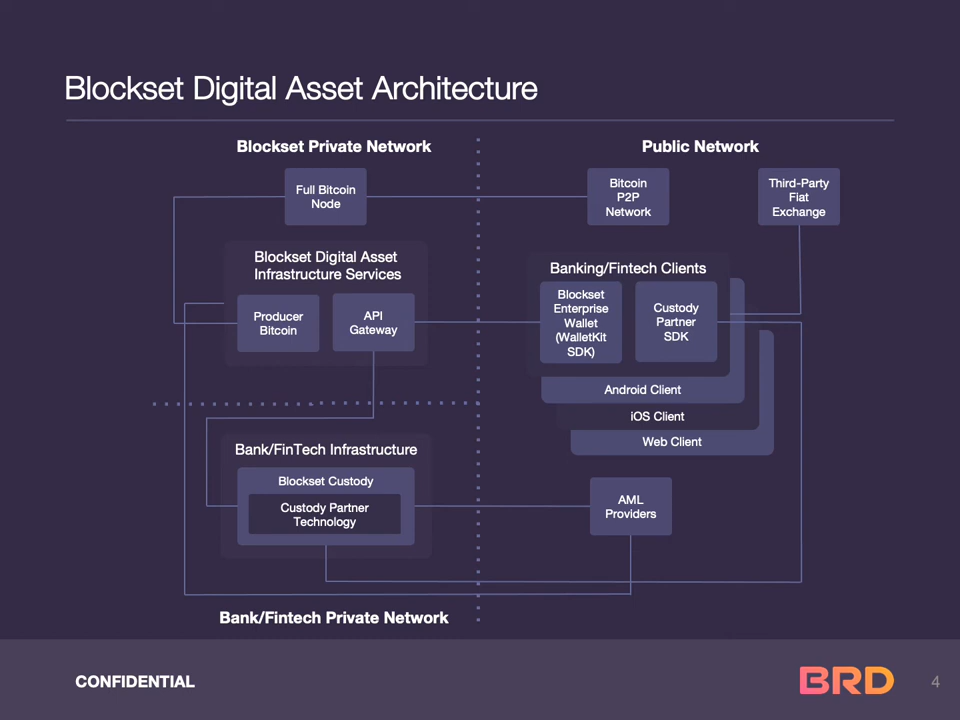 Blockset Digital Asset Architecture
Blockset Private Network
Public Network
Full Bitcoin
Node
Bitcoin
P2P
Network
Third-Party
Fiat
Exchange
Blockset Digital Asset
Infrastructure Services
Producer
Bitcoin
API
Gateway
Banking/Fintech Clients
Blockset
Enterprise
Wallet
(WalletKit
SDK)
Custody
Partner
SDK
Android Client
iOS Client
Web Client
Bank/FinTech Infrastructure
Blockset Custody
Custody Partner
Technology
AML
Providers
Bank/Fintech Private Network
CONFIDENTIAL
BRD
4